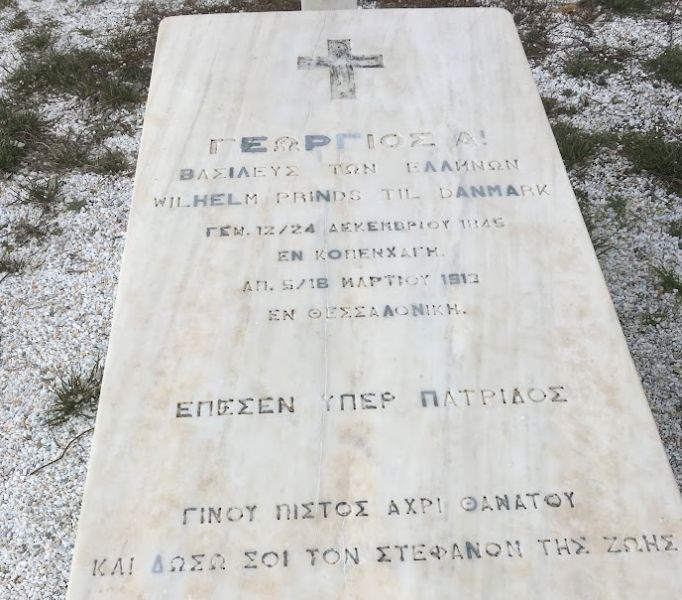 ΓΕΩΡΓΙΟΣ Α!
ΒΑΣΙΛΕΥΣ ΤΩΝ ΕΛΛΗΝΩΝ
WILHELM PRINDS TIL DANMARK
ΓΕΝ. 12/24 ΔΕΚΕΜΒΡΙΟΥ 1845
ΕΝ ΚΟΠΕΝΧΑΓΗ.
ΑΠ. 5/18 ΜΑΡΤΙΟΥ 1913
ΕΝ ΘΕΣΣΑΛΟΝΙΚΗ.
ΕΠΕΣΕΝ ΥΠΕΡ ΠΑΤΡΙΔΟΣ
ΓΙΝΟΥ ΠΙΣΤΟΣ ΑΧΡΙ ΘΑΝΑΤΟΥ
ΚΑΙ ΔΩΣΩ ΣΟΙ ΤΟΝ ΣΤΕΦΑΝΟΝ ΤΗΣ ΖΩΗΣ